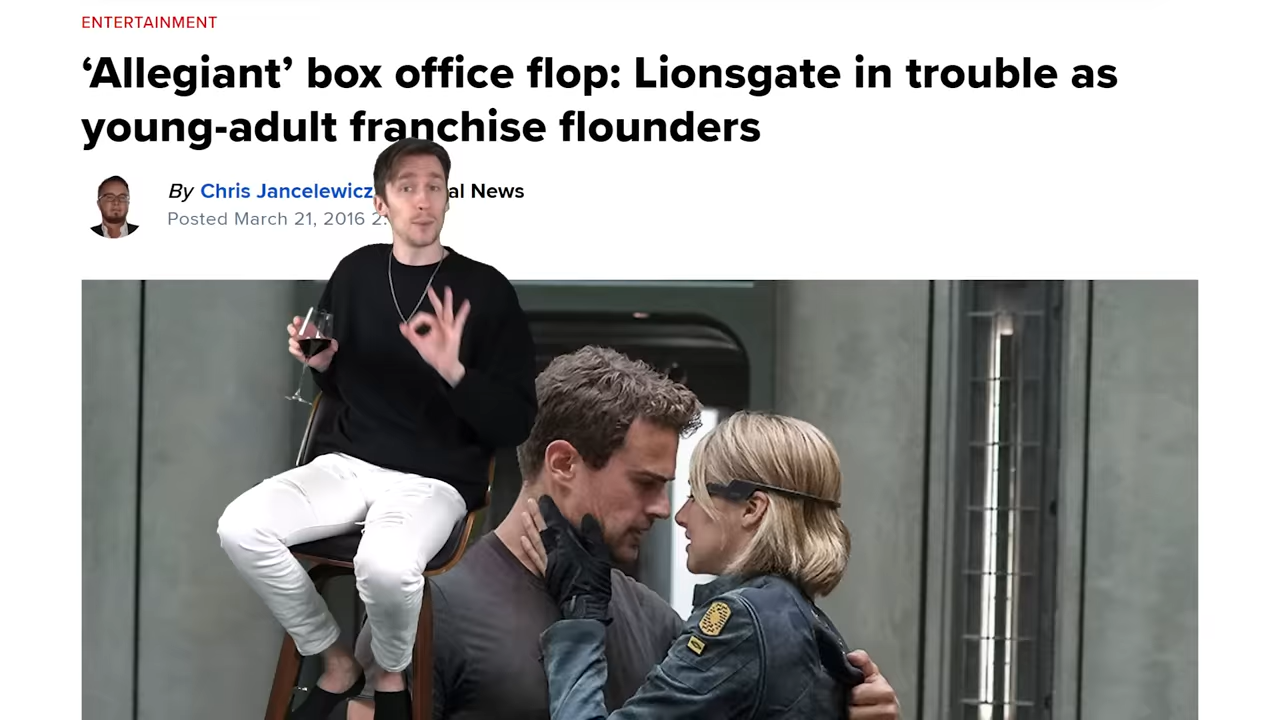 ENTERTAINMENT
‘Allegiant’ box office flop: Lionsgate in trouble as
young-adult franchise flounders
By Chris Jancelewicz al News
Posted March 21, 2016 2: